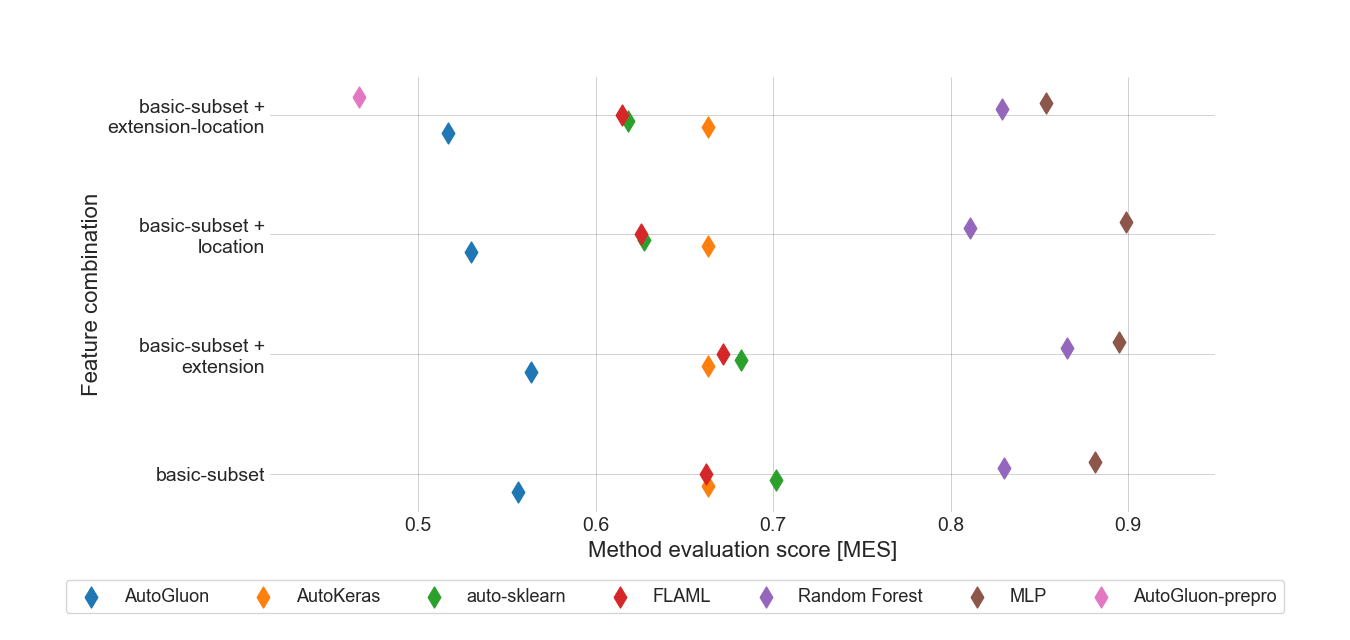 basic-subset +
extension-location
basic-subset +
location
basic-subset +
extension
basic-subset
Feature combination
0.5 0.6 0.7 0.8 0.9
Method evaluation score [MES]
AutoGluon AutoKeras auto-sklearn FLAML Random Forest MLP AutoGluon-prepro